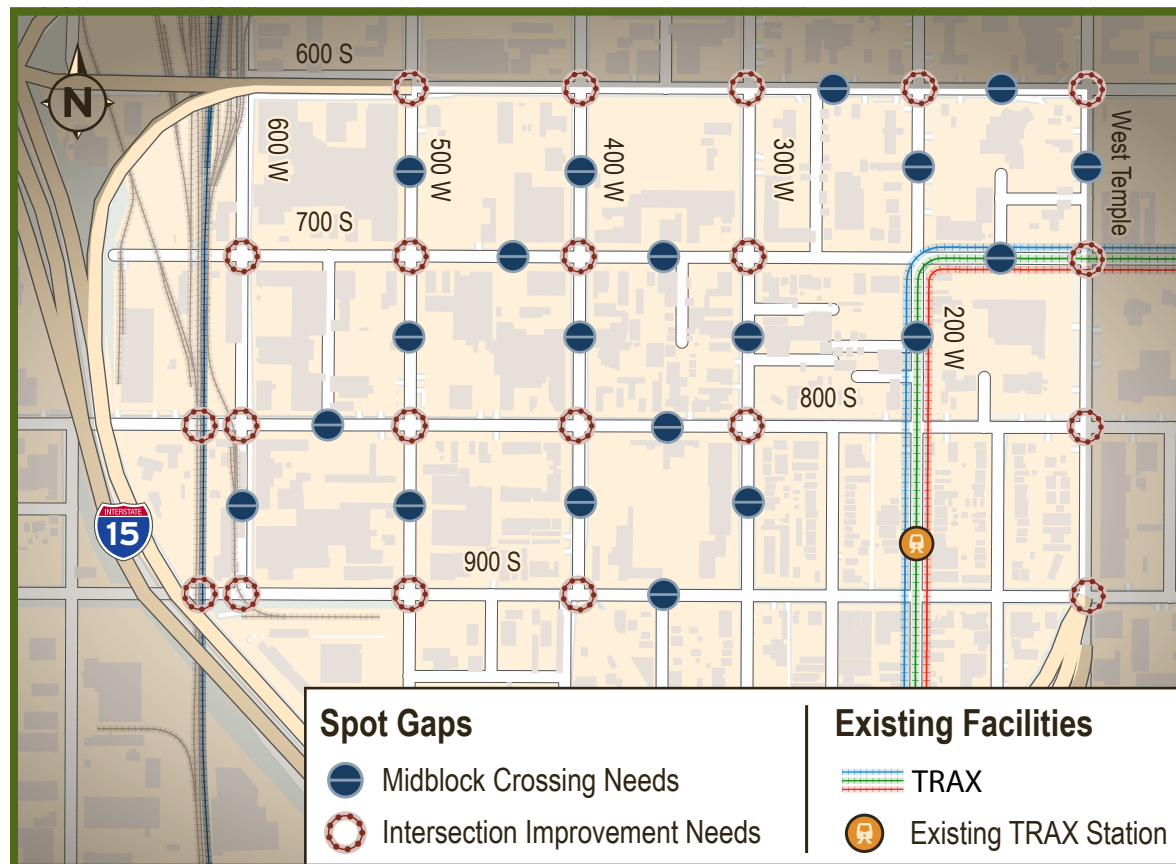 600 S
N
600 W
500 W
400 W
300 W
West Temple
700 S
200 W
800 S
INTERSTATE
15
900 S
Spot Gaps
Midblock Crossing Needs
Intersection Improvement Needs
Existing Facilities
TRAX
Existing TRAX Station